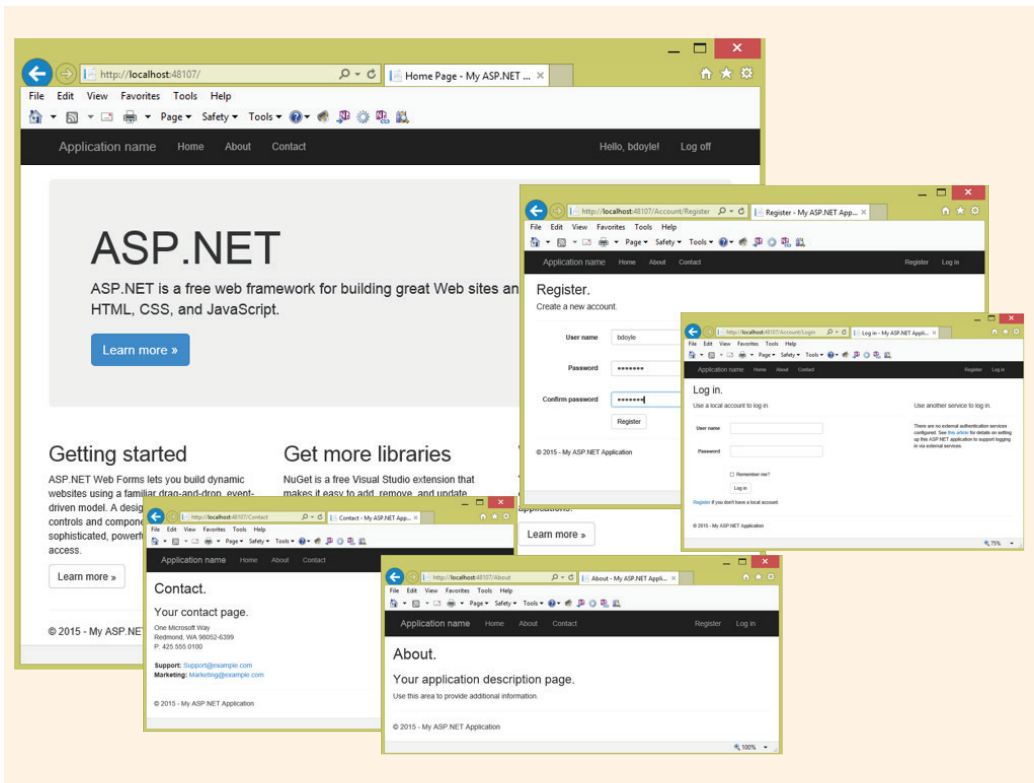 http://localhost:48107/
Home Page - My ASP.NET ...
File Edit View Favorites Tools Help
Page Safety Tools
Application name Home About Contact Hello, bdoyle! Log off
ASP.NET
ASP.NET is a free web framework for building great Web sites an
HTML, CSS, and JavaScript.
Learn more »
Getting started
ASP.NET Web Forms lets you build dynamic
websites using a familiar drag-and-drop, event-
driven model. A desig
controls and compone
sophisticated, powerf
access.
Learn more »
Get more libraries
NuGet is a free Visual Studio extension that
makes it easy to add, remove, and update
applications.
Learn more »
© 2015 - My ASP.NE
http://localhost:48107/Account/Register
Register - My ASP.NET App...
File Edit View Favorites Tools Help
Page Safety Tools
Application name Home About Contact Register Log in
Register.
Create a new account.
User name bdoyle
Password
Confirm password
Register
© 2015 - My ASP.NET Application
http://localhost:48107/Account/Login
Log in - My ASP.NET Appli...
File Edit View Favorites Tools Help
Page Safety Tools
Application name Home About Contact Register Log in
Log in.
Use a local account to log in.
User name
Password
Remember me?
Log in
Register if you don't have a local account.
Use another service to log in.
There are no external authentication services
configured. See this article for details on setting
up this ASP.NET application to support logging
in via external services.
© 2015 - My ASP.NET Application
75%
http://localhost:48107/Contact
Contact - My ASP.NET App...
File Edit View Favorites Tools Help
Page Safety Tools
Application name Home About Contact
Contact.
Your contact page.
One Microsoft Way
Redmond, WA 98052-6399
P: 425.555.0100
Support: Support@example.com
Marketing: Marketing@example.com
© 2015 - My ASP.NET Application
http://localhost:48107/About
About - My ASP.NET Appli...
File Edit View Favorites Tools Help
Page Safety Tools
Application name Home About Contact Register Log in
About.
Your application description page.
Use this area to provide additional information.
© 2015 - My ASP.NET Application
100%